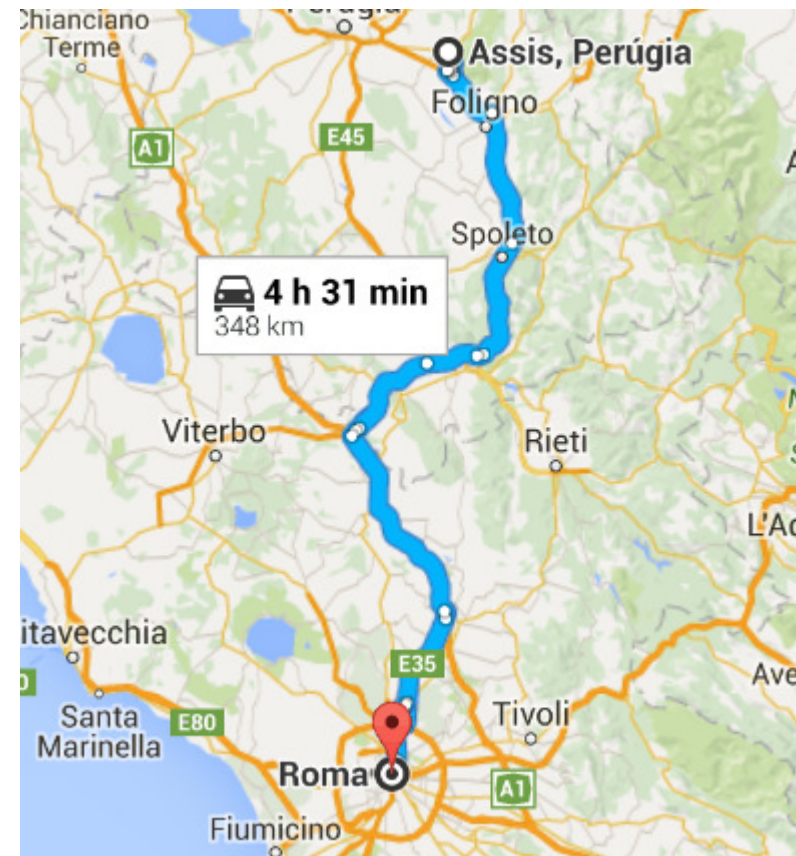 Chianciano
Terme
Perugia
Assis, Perúgia
Foligno
A1
E45
Spoleto
4 h 31 min
348 km
Viterbo
Rieti
L'Ac
itavecchia
E35
Ave
Santa
Marinella
E80
Tivoli
Roma
A1
Fiumicino